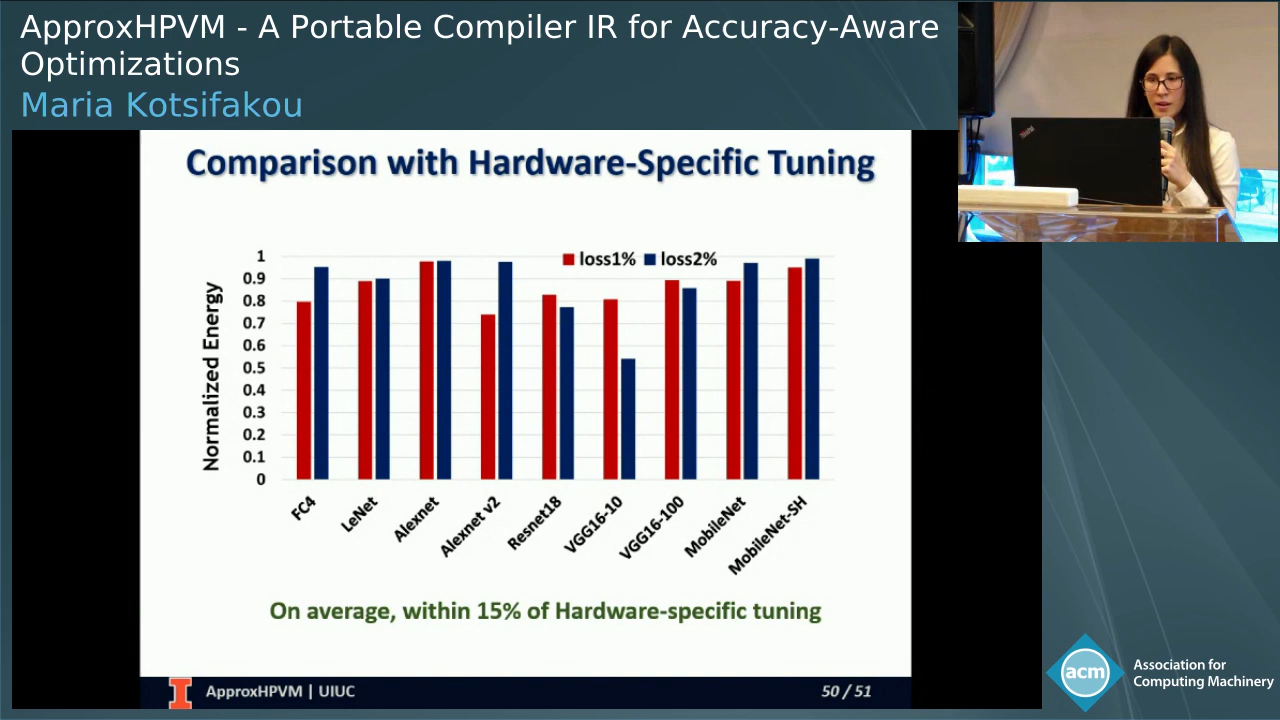 ApproxHPVM - A Portable Compiler IR for Accuracy-Aware
Optimizations
Maria Kotsifakou
ThinkPad
Comparison with Hardware-Specific Tuning
loss1% loss2%
Normalized Energy
1
0.9
0.8
0.7
0.6
0.5
0.4
0.3
0.2
0.1
0
FC4
LeNet
Alexnet
Alexnet v2
Resnet18
VGG16-10
VGG16-100
MobileNet
MobileNet-SH
On average, within 15% of Hardware-specific tuning
ApproxHPVM | UIUC
50 / 51
acm
Association for
Computing Machinery